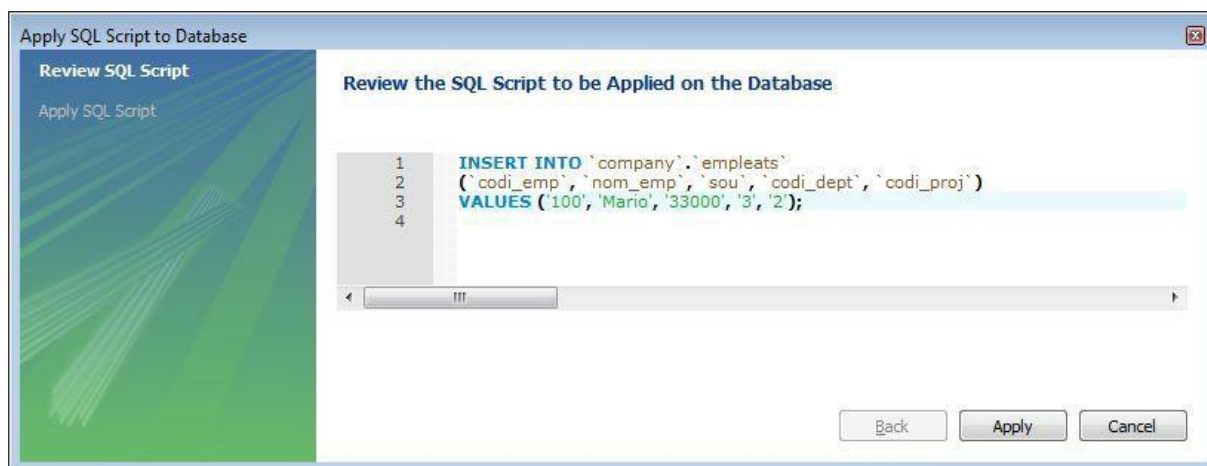 Apply SQL Script to Database
Review SQL Script
Apply SQL Script
Review the SQL Script to be Applied on the Database
1 INSERT INTO `company`.`empleats`
2 (`codi_emp`, `nom_emp`, `sou`, `codi_dept`, `codi_proj`)
3 VALUES ('100', 'Mario', '33000', '3', '2');
4
Back Apply Cancel